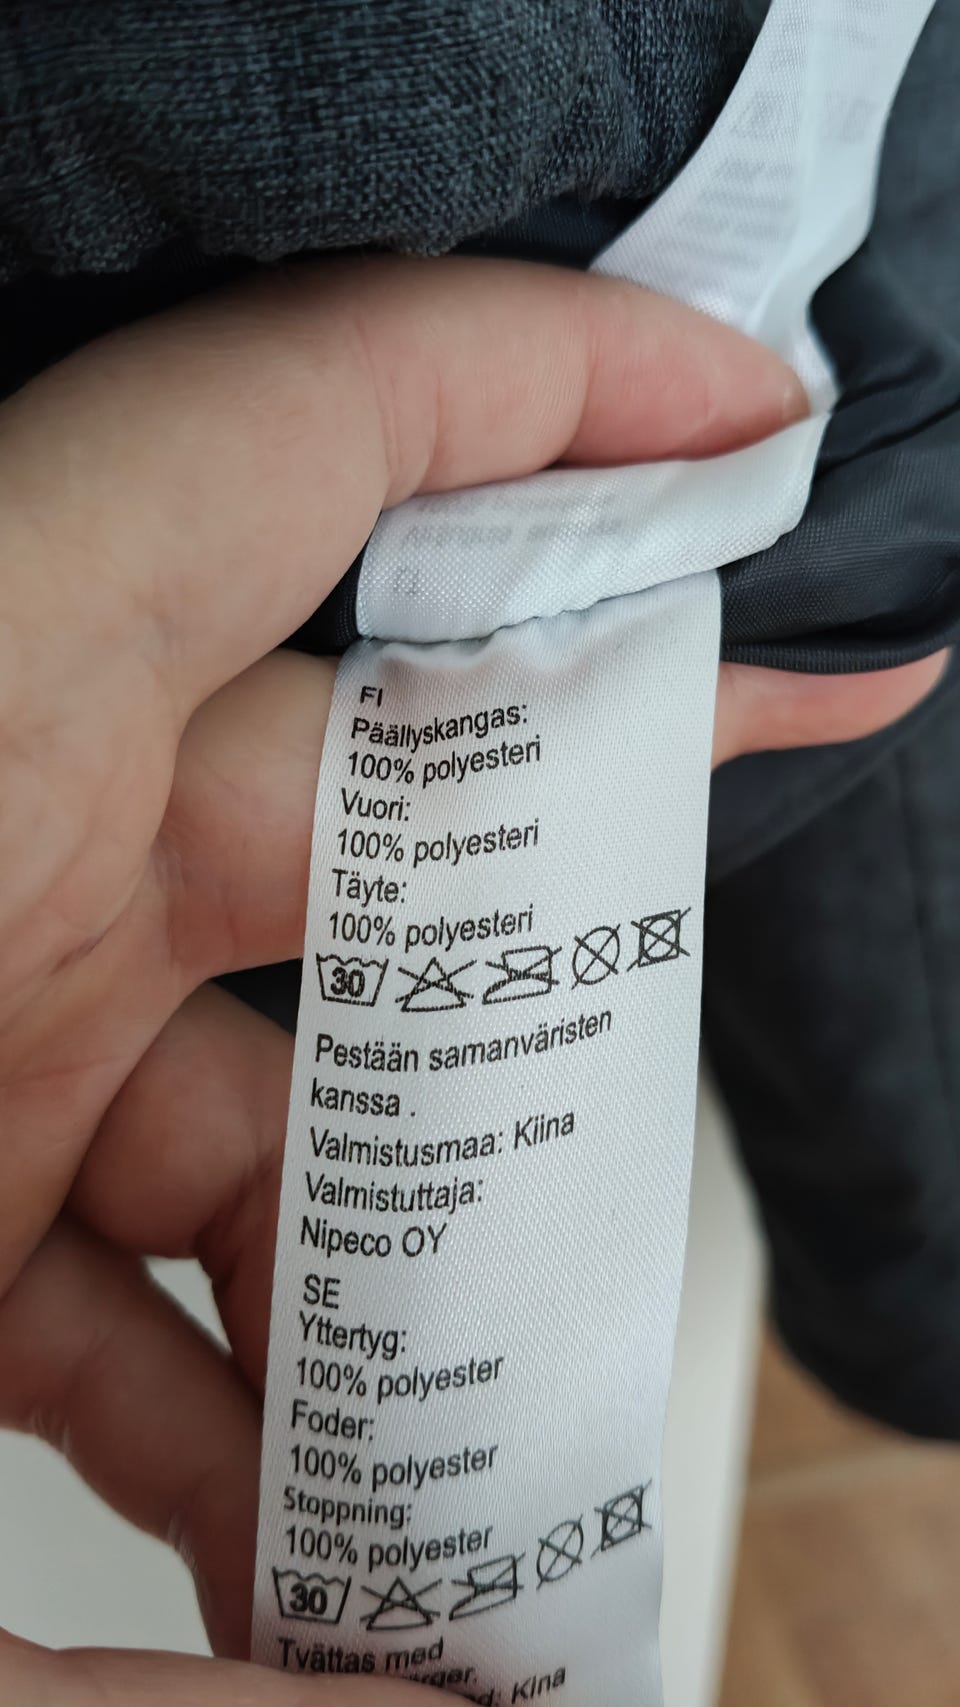 FI
Päällyskangas:
100% polyesteri
Vuori:
100% polyesteri
Täyte:
100% polyesteri
30
Pestään samanväristen
kanssa .
Valmistusmaa: Kiina
Valmistuttaja:
Nipeco OY
SE
Yttertyg:
100% polyester
Foder:
100% polyester
Stoppning:
100% polyester
30
Tvättas med
Kina